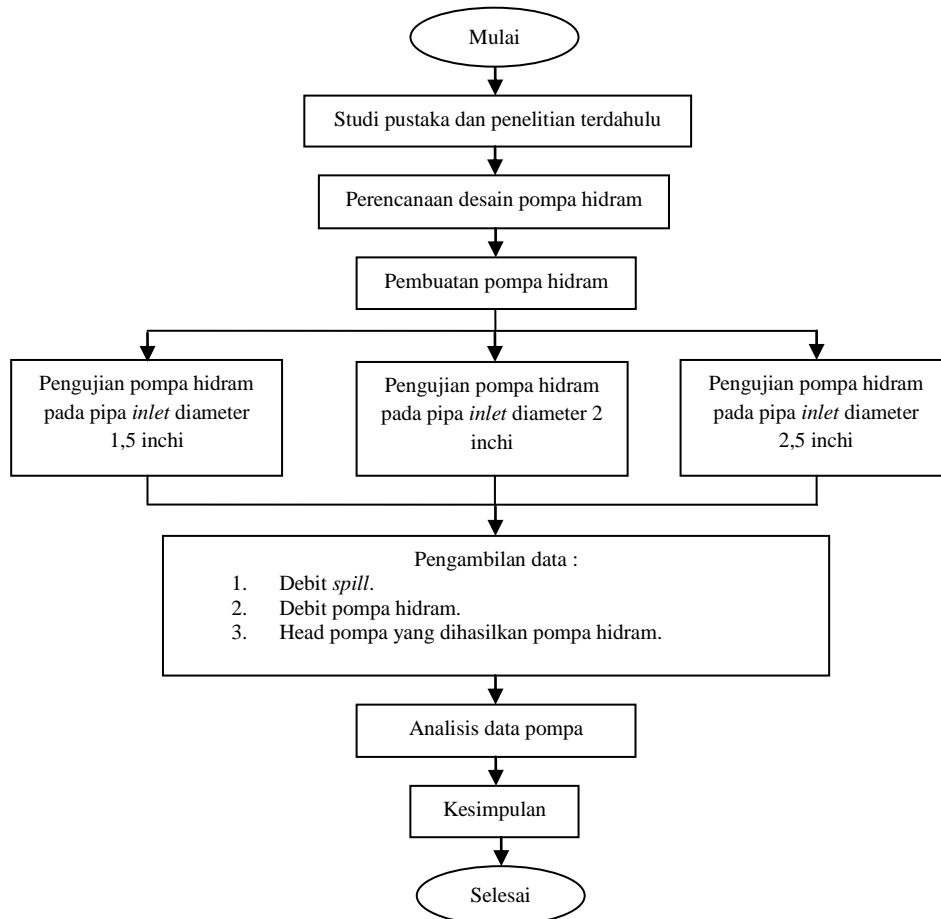 Mulai
Studi pustaka dan penelitian terdahulu
Perencanaan desain pompa hidram
Pembuatan pompa hidram
Pengujian pompa hidram
pada pipa inlet diameter
1,5 inchi
Pengujian pompa hidram
pada pipa inlet diameter 2
inchi
Pengujian pompa hidram
pada pipa inlet diameter
2,5 inchi
Pengambilan data :
1. Debit spill.
2. Debit pompa hidram.
3. Head pompa yang dihasilkan pompa hidram.
Analisis data pompa
Kesimpulan
Selesai